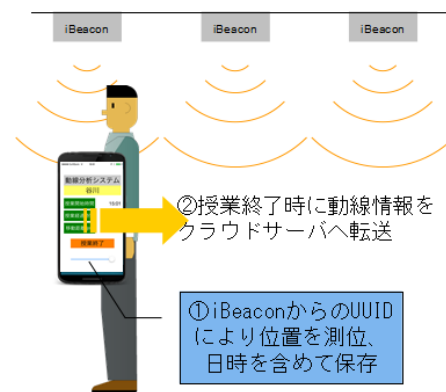 iBeacon
iBeacon
iBeacon
動線分析システム
谷川
10:01
授業終了
②授業終了時に動線情報を
クラウドサーバへ転送
①iBeaconからのUUID
により位置を測位、
日時を含めて保存